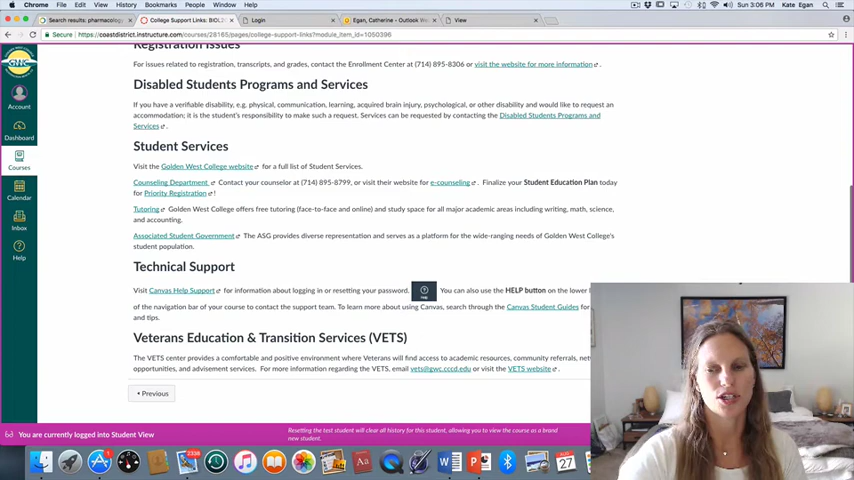 Chrome File Edit View History Bookmarks People Window Help
Sun 3:06 PM Kate Egan
Search results: pharmacolog
College Support Links: BIOL2
Login
Egan, Catherine - Outlook We
View
Secure https://coastdistrict.instructure.com/courses/28165/pages/college-support-links?module_item_id=1050396
GWC
Account
Dashboard
Courses
Calendar
Inbox
Help
Registration Issues
For issues related to registration, transcripts, and grades, contact the Enrollment Center at (714) 895-8306 or visit the website for more information.
Disabled Students Programs and Services
If you have a verifiable disability, e.g. physical, communication, learning, acquired brain injury, psychological, or other disability and would like to request an
accommodation; it is the student's responsibility to make such a request. Services can be requested by contacting the Disabled Students Programs and
Services.
Student Services
Visit the Golden West College website for a full list of Student Services.
Counseling Department Contact your counselor at (714) 895-8799, or visit their website for e-counseling. Finalize your Student Education Plan today
for Priority Registration!
Tutoring Golden West College offers free tutoring (face-to-face and online) and study space for all major academic areas including writing, math, science,
and accounting.
Associated Student Government The ASG provides diverse representation and serves as a platform for the wide-ranging needs of Golden West College's
student population.
Technical Support
Visit Canvas Help Support for information about logging in or resetting your password. Help You can also use the HELP button on the lower
of the navigation bar of your course to contact the support team. To learn more about using Canvas, search through the Canvas Student Guides for
and tips.
Veterans Education & Transition Services (VETS)
The VETS center provides a comfortable and positive environment where Veterans will find access to academic resources, community referrals,
opportunities, and advisement services. For more information regarding the VETS, email vets@gwc.cccd.edu or visit the VETS website.
Previous
You are currently logged into Student View
Resetting the test student will clear all history for this student, allowing you to view the course as a brand
new student.
2338
1
AUG
27